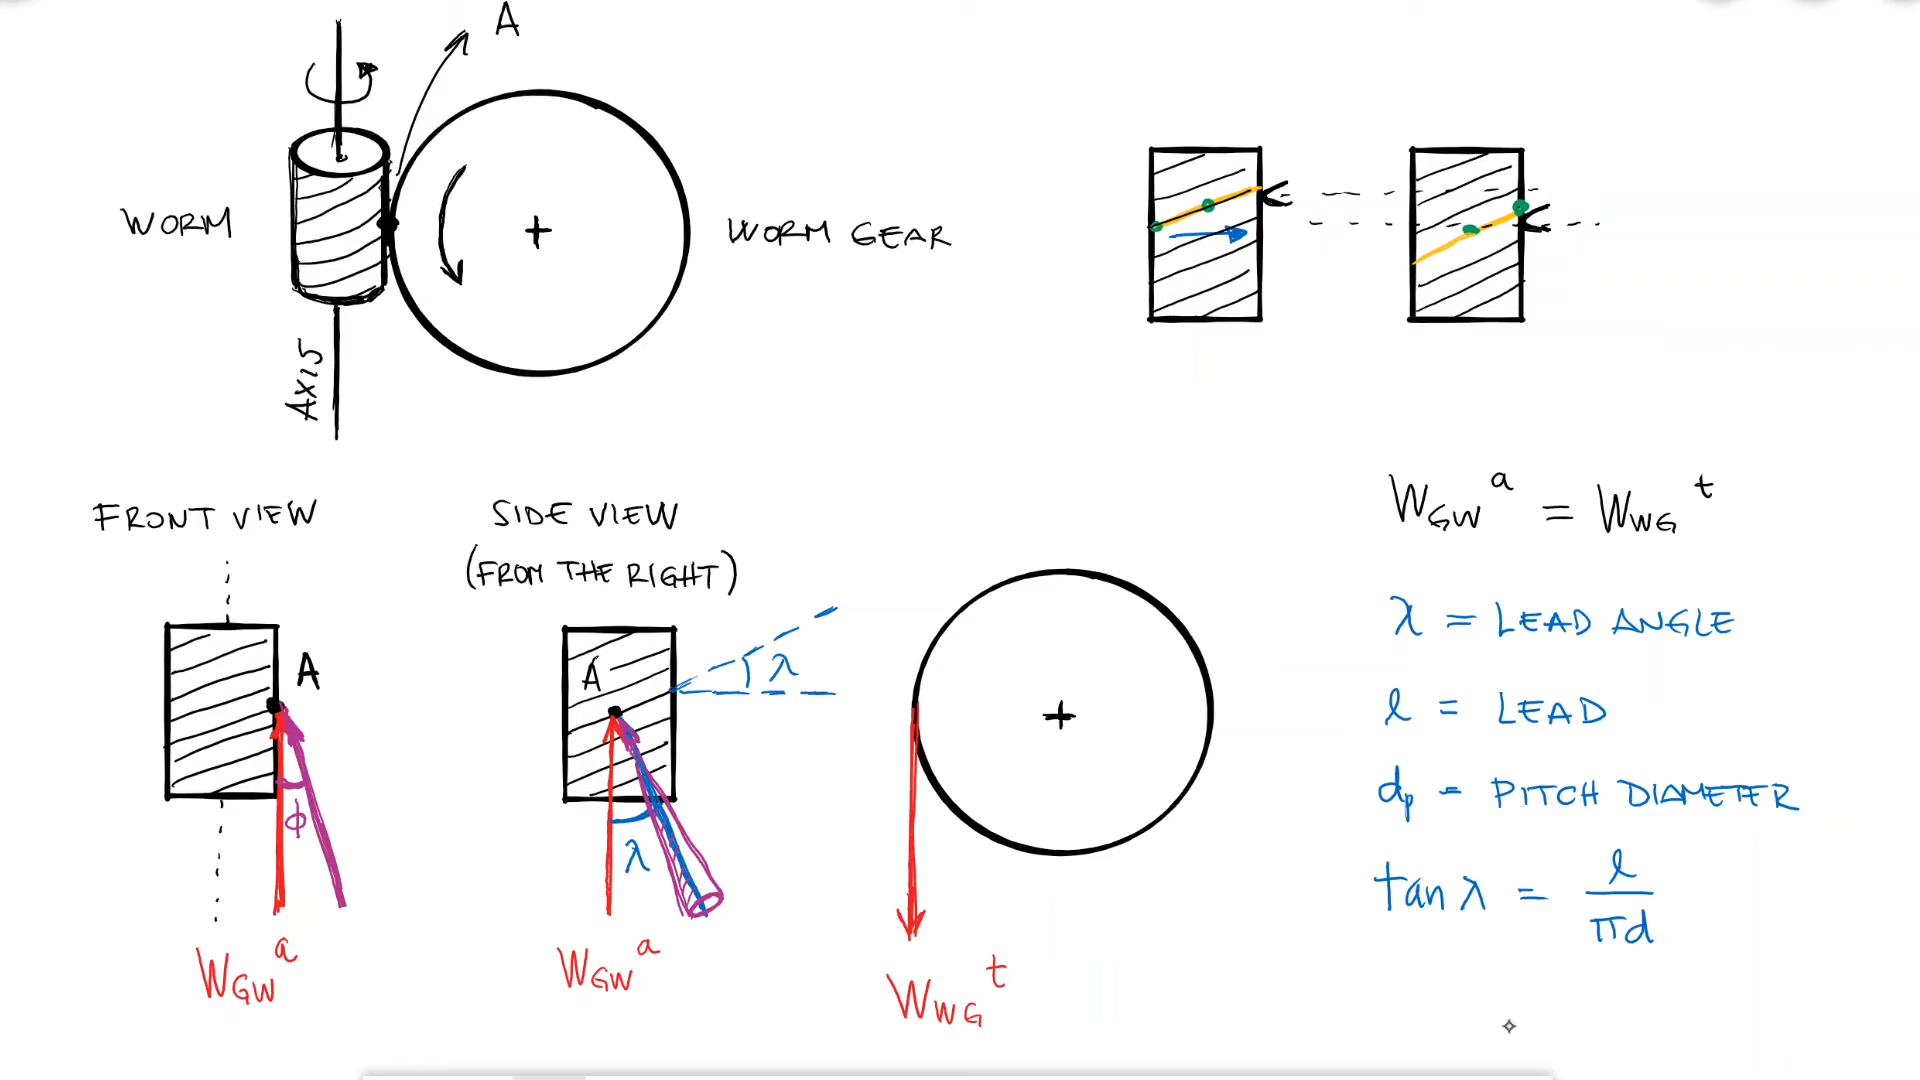 A
WORM
WORM GEAR
AXIS
FRONT VIEW
SIDE VIEW
(FROM THE RIGHT)
A
ϕ
W_GW^a
A
λ
λ
W_GW^a
W_WG^t
W_GW^a = W_WG^t
λ = LEAD ANGLE
l = LEAD
d_p = PITCH DIAMETER
tan λ = l / πd